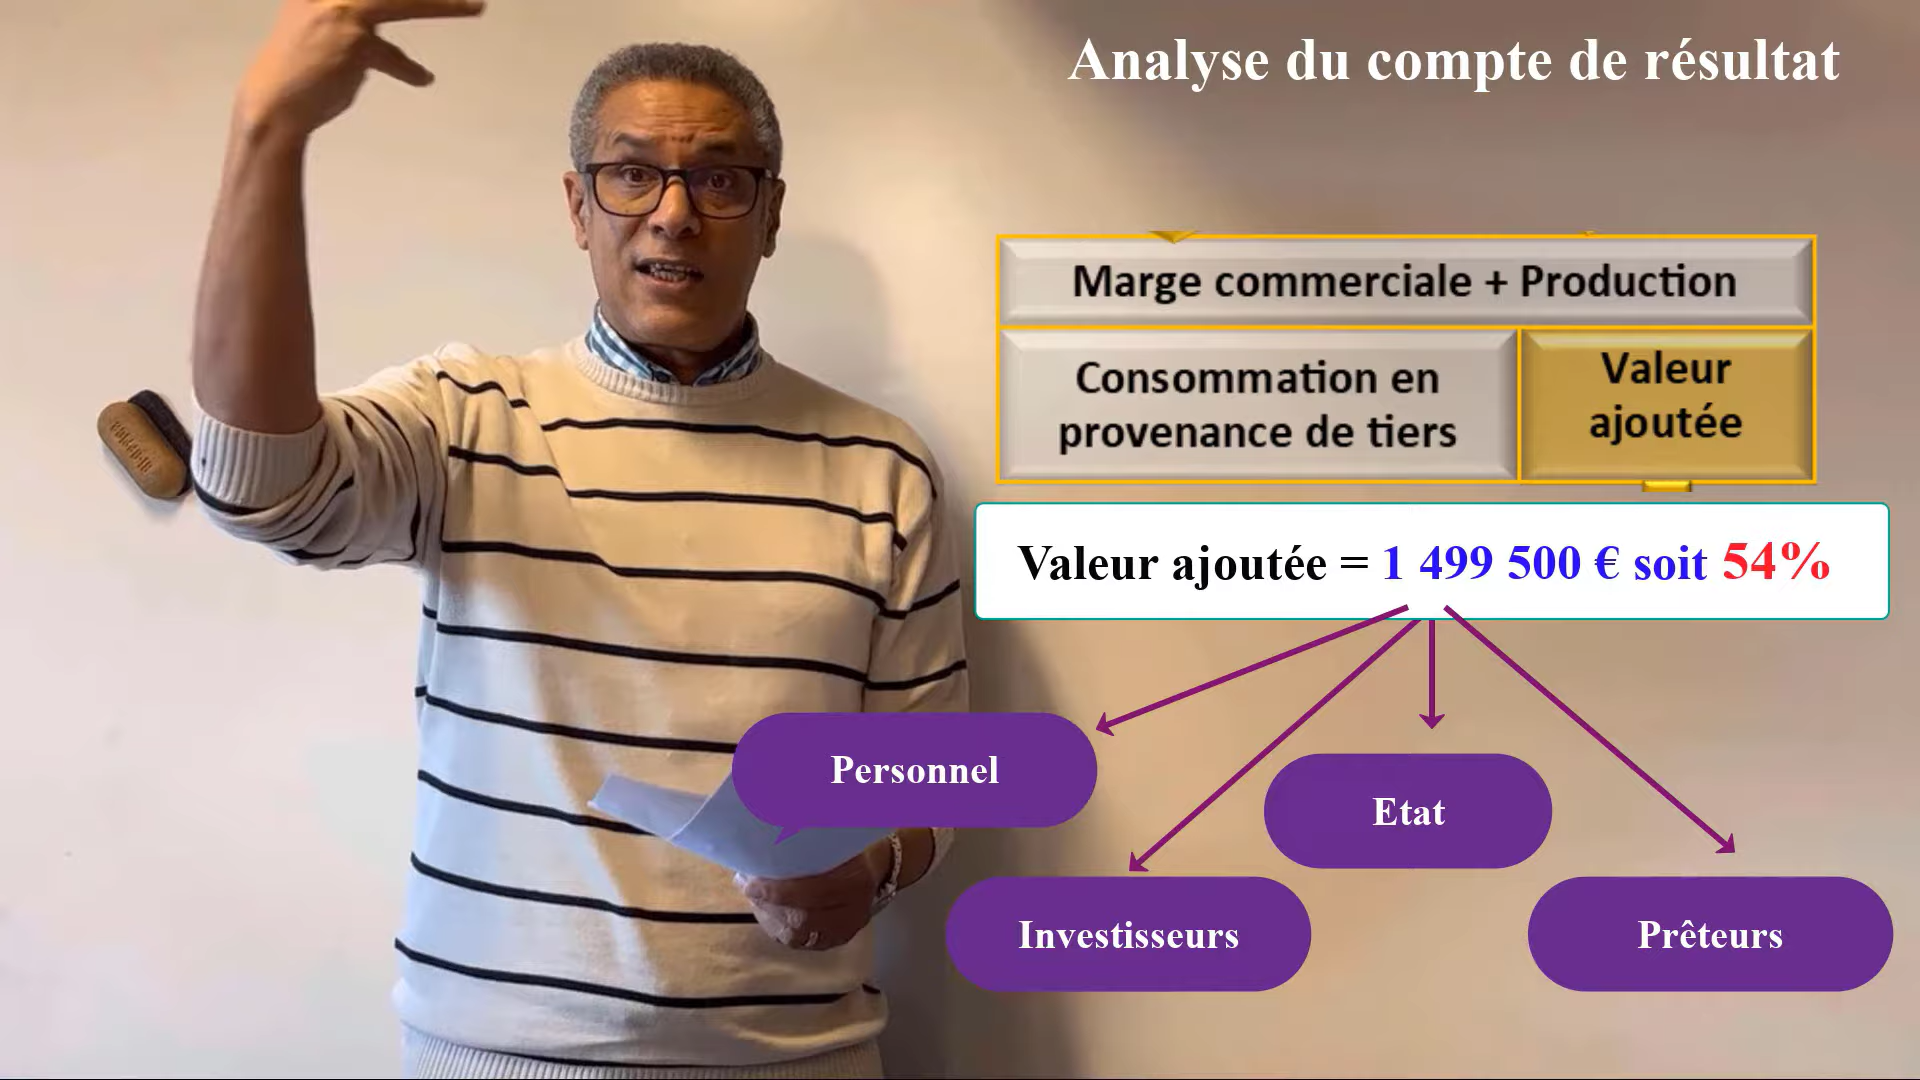 Analyse du compte de résultat
Marge commerciale + Production
Consommation en
provenance de tiers
Valeur
ajoutée
Valeur ajoutée = 1 499 500 € soit 54%
Personnel
Etat
Investisseurs
Prêteurs